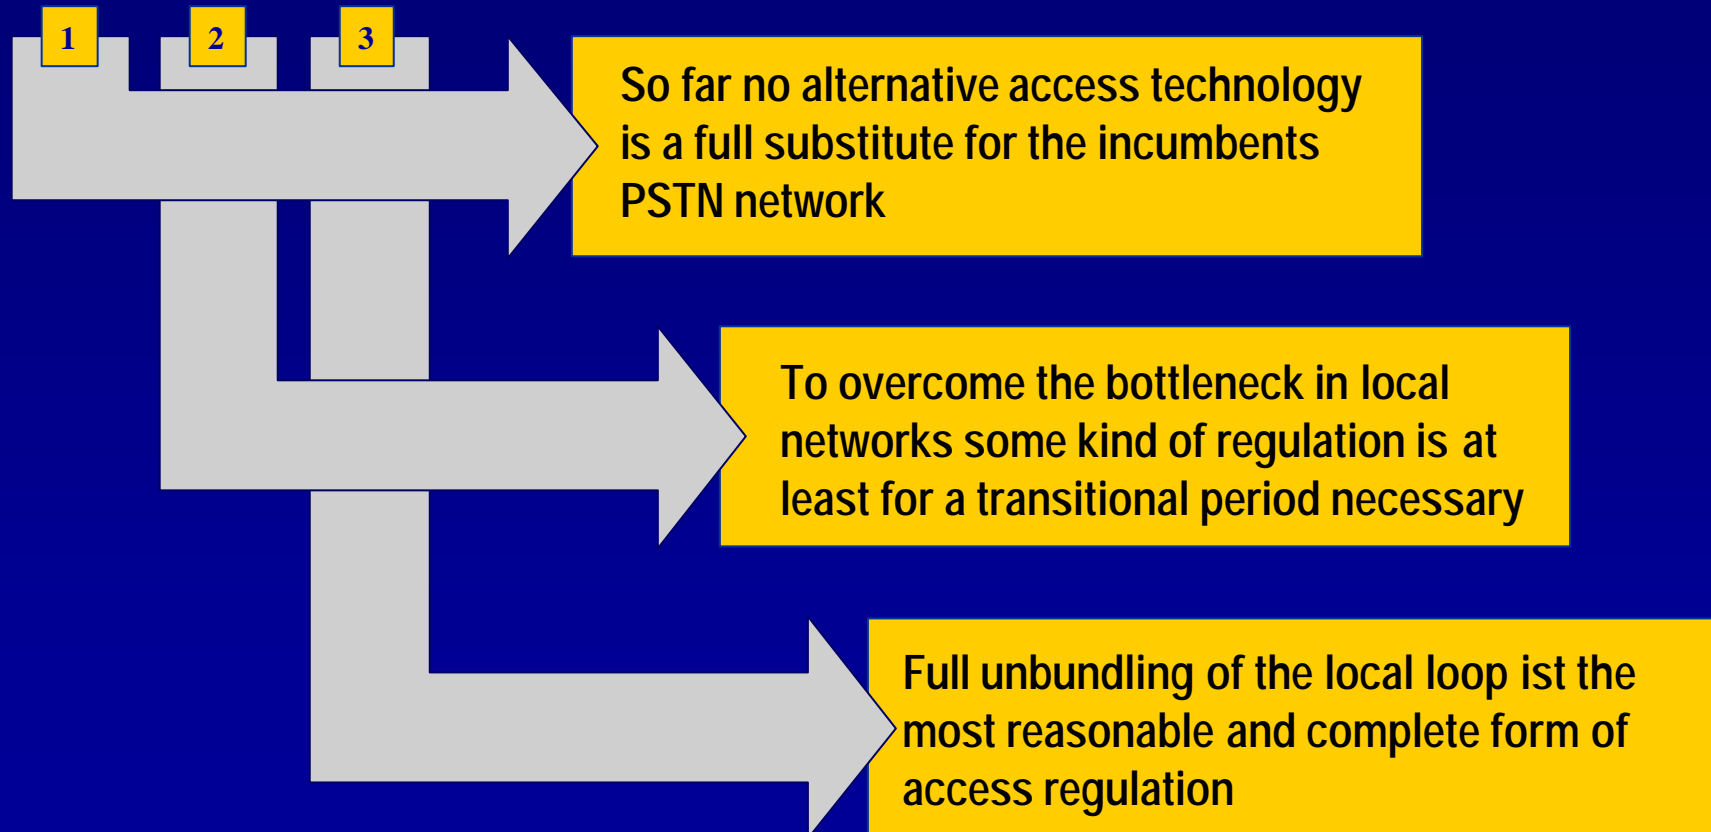 1
2
3
So far no alternative access technology
is a full substitute for the incumbents
PSTN network
To overcome the bottleneck in local
networks some kind of regulation is at
least for a transitional period necessary
Full unbundling of the local loop ist the
most reasonable and complete form of
access regulation